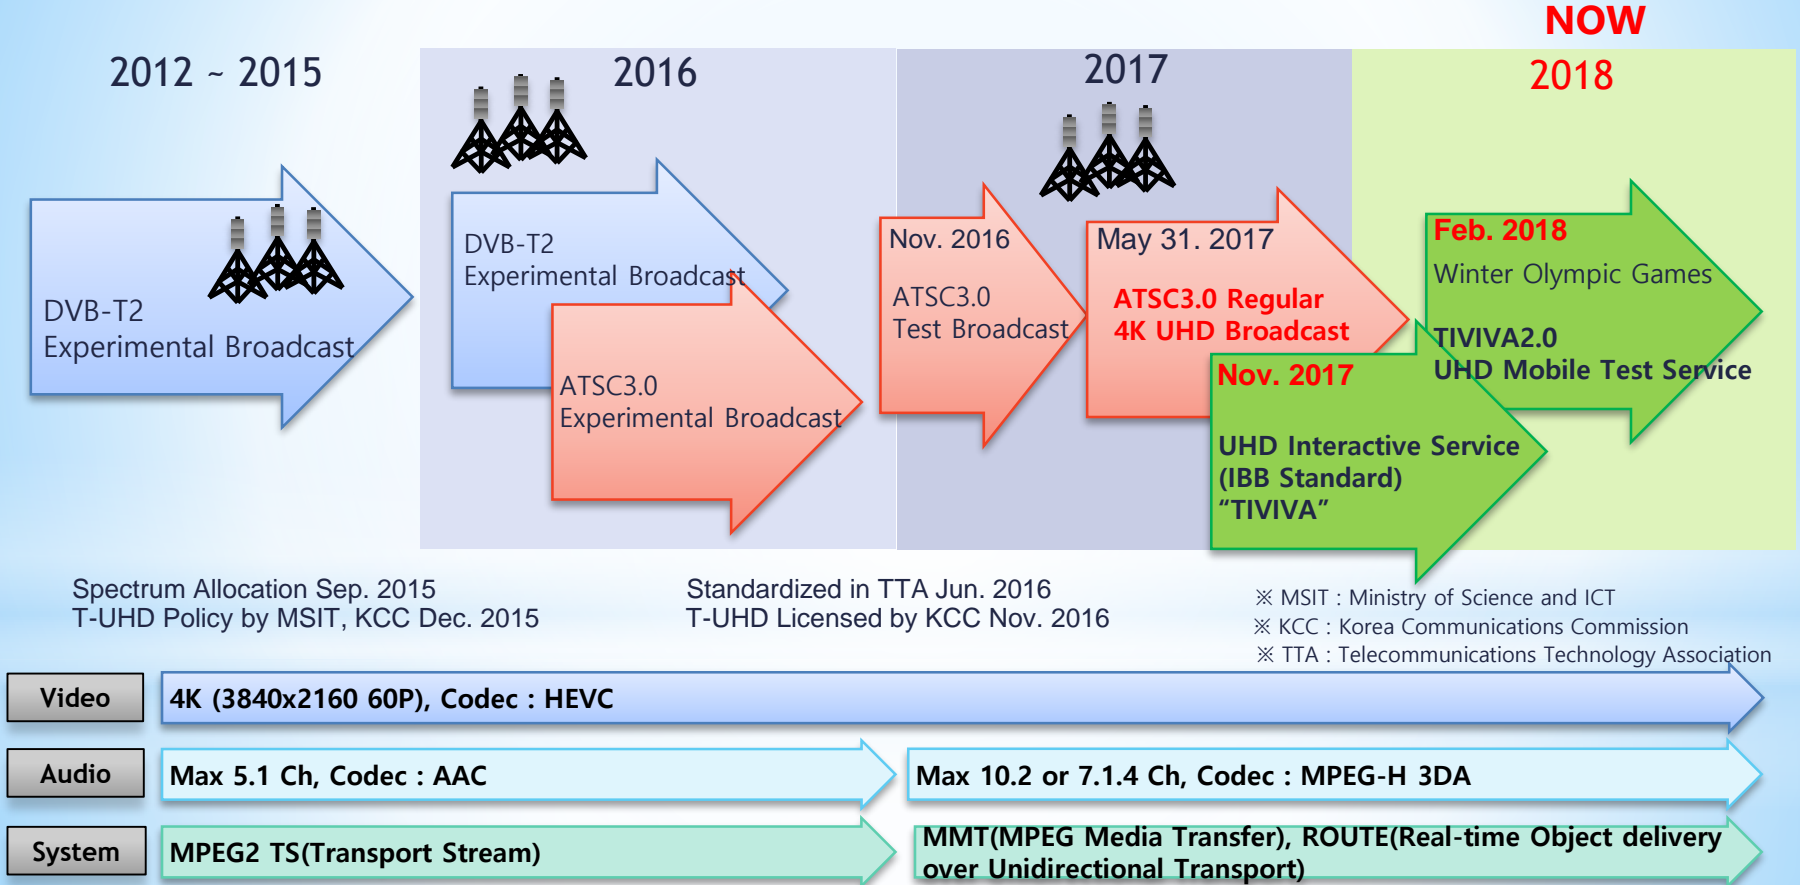 NOW
2012 ~ 2015
2016
2017
2018
DVB-T2
Experimental Broadcast
DVB-T2
Experimental Broadcast
ATSC3.0
Experimental Broadcast
Nov. 2016
ATSC3.0
Test Broadcast
May 31. 2017
ATSC3.0 Regular
4K UHD Broadcast
Nov. 2017
UHD Interactive Service
(IBB Standard)
“TIVIVA”
Feb. 2018
Winter Olympic Games
TIVIVA2.0
UHD Mobile Test Service
Spectrum Allocation Sep. 2015
T-UHD Policy by MSIT, KCC Dec. 2015
Standardized in TTA Jun. 2016
T-UHD Licensed by KCC Nov. 2016
※ MSIT : Ministry of Science and ICT
※ KCC : Korea Communications Commission
※ TTA : Telecommunications Technology Association
Video
4K (3840x2160 60P), Codec : HEVC
Audio
Max 5.1 Ch, Codec : AAC
Max 10.2 or 7.1.4 Ch, Codec : MPEG-H 3DA
System
MPEG2 TS(Transport Stream)
MMT(MPEG Media Transfer), ROUTE(Real-time Object delivery
over Unidirectional Transport)